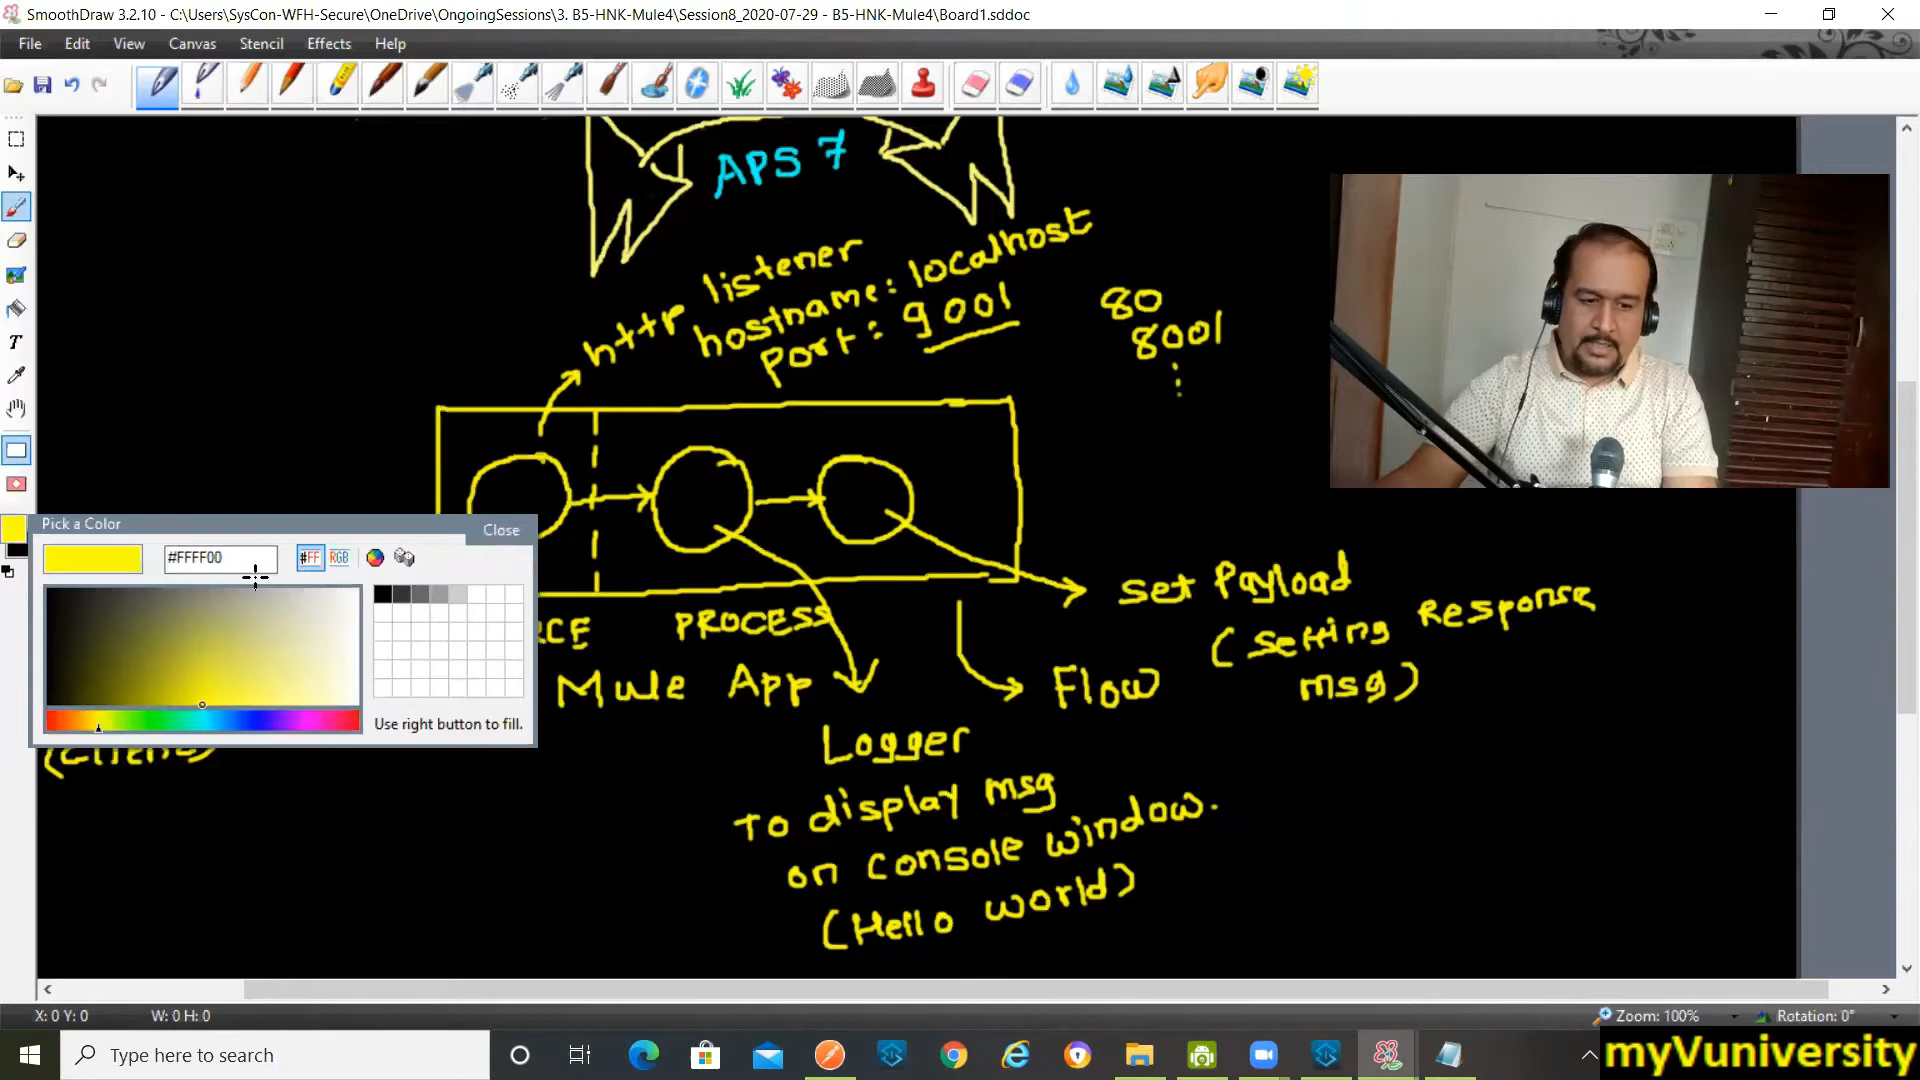 SmoothDraw 3.2.10 - C:\Users\SysCon-WFH-Secure\OneDrive\OngoingSessions\3. B5-HNK-Mule4\Session8_2020-07-29 - B5-HNK-Mule4\Board1.sddoc
File Edit View Canvas Stencil Effects Help
APS 7
http listener
hostname: localhost
Port: 9001
80
8001
Pick a Color
Close
#FFFF00
#FF
RGB
Use right button to fill.
RCE
PROCESS
Mule App
Set Payload
(Setting Response
msg)
Flow
(Client)
Logger
To display msg
on console window.
(Hello world)
X: 0 Y: 0 W: 0 H: 0
Zoom: 100% Rotation: 0°
Type here to search
myVuniversity